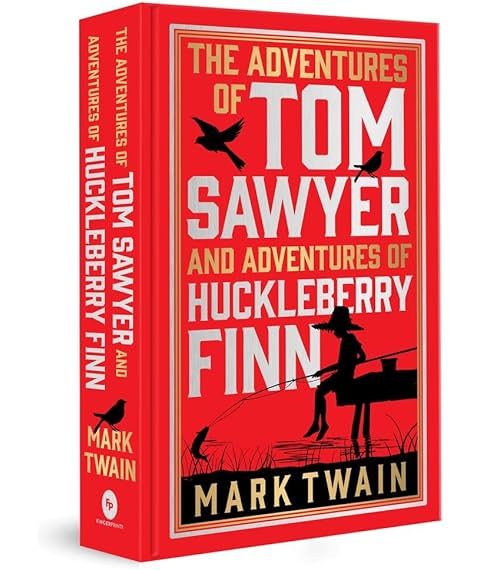 THE ADVENTURES
OF TOM
SAWYER
AND ADVENTURES OF
HUCKLEBERRY
FINN
MARK TWAIN
THE ADVENTURES OF TOM SAWYER AND
ADVENTURES OF HUCKLEBERRY FINN
MARK
TWAIN
FP
FINGERPRINT!